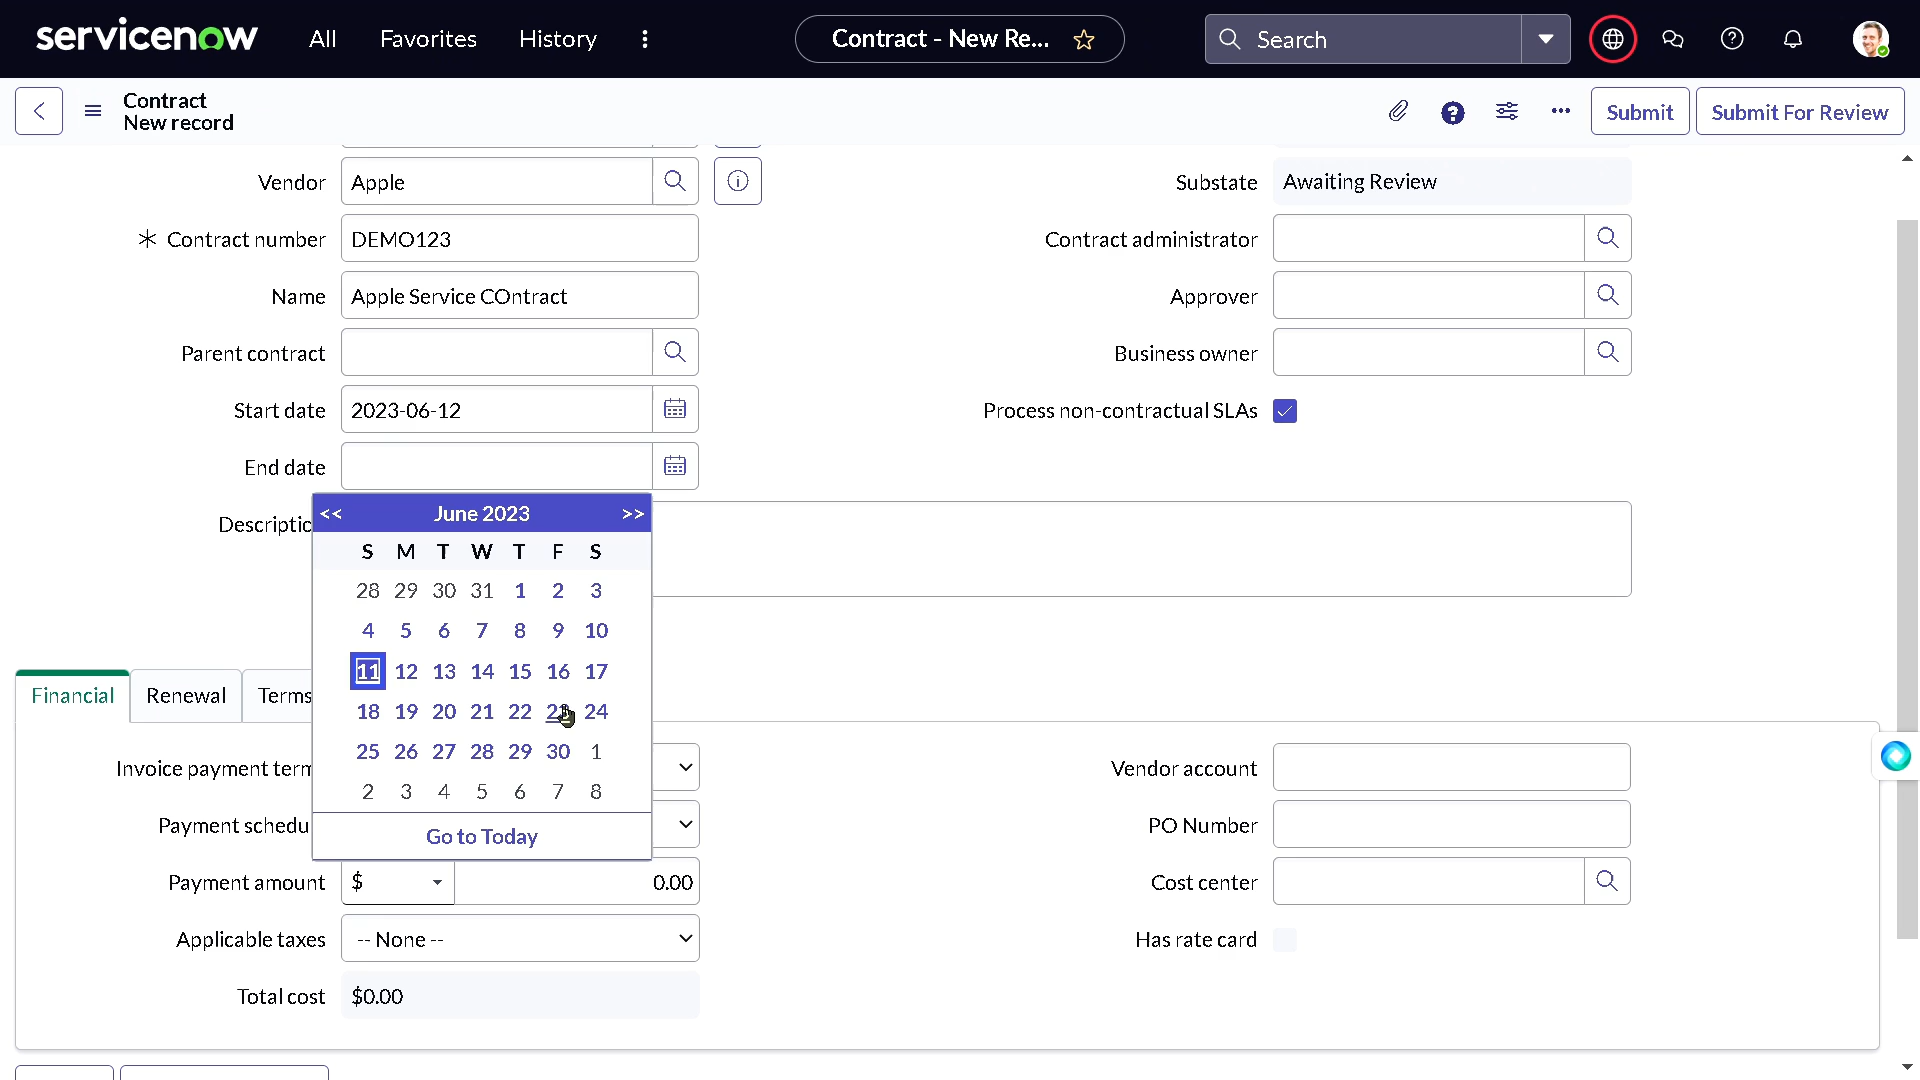 servicenow All Favorites History Contract - New Re... Search
Contract
New record
Submit Submit For Review
Vendor Apple Substate Awaiting Review
Contract number DEMO123 Contract administrator
Name Apple Service COntract Approver
Parent contract Business owner
Start date 2023-06-12 Process non-contractual SLAs
End date
<< June 2023 >>
Descriptio
S M T W T F S
28 29 30 31 1 2 3
4 5 6 7 8 9 10
11 12 13 14 15 16 17
Financial Renewal Terms
18 19 20 21 22 23 24
25 26 27 28 29 30 1
Invoice payment term Vendor account
2 3 4 5 6 7 8
Payment schedu PO Number
Go to Today
Payment amount $ 0.00 Cost center
Applicable taxes -- None -- Has rate card
Total cost $0.00